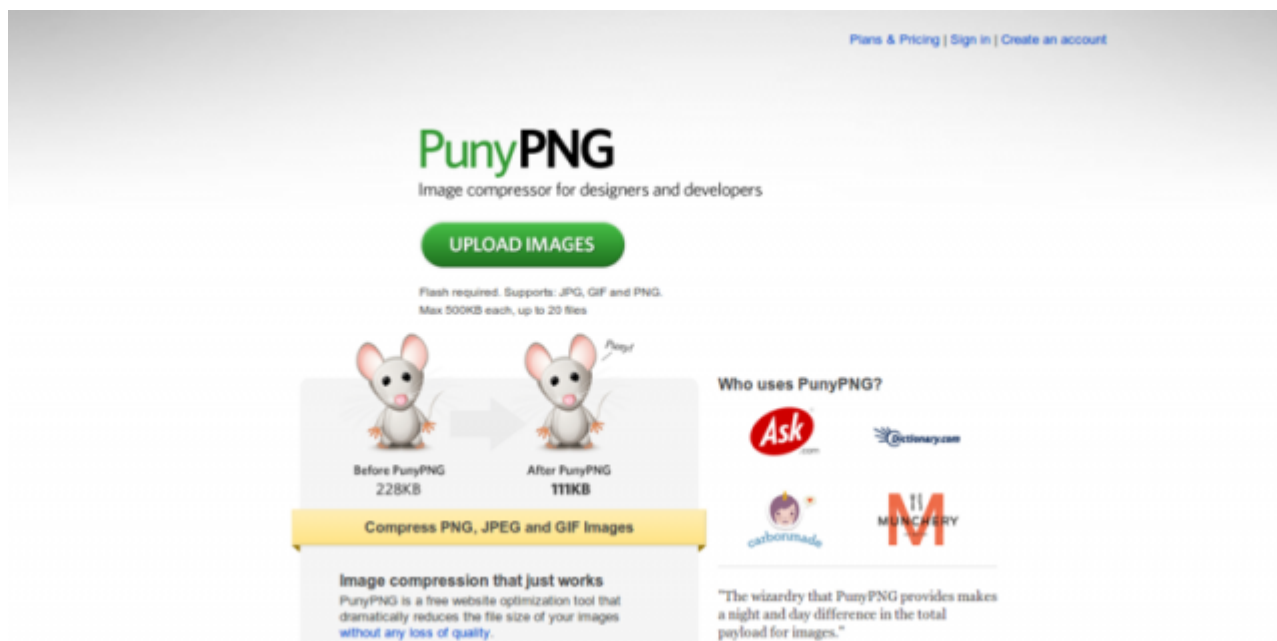 Plans & Pricing | Sign in | Create an account
PunyPNG
Image compressor for designers and developers
UPLOAD IMAGES
Flash required. Supports: JPG, GIF and PNG.
Max 500KB each, up to 20 files
Puny!
Before PunyPNG
228KB
After PunyPNG
111KB
Compress PNG, JPEG and GIF Images
Image compression that just works
PunyPNG is a free website optimization tool that
dramatically reduces the file size of your images
without any loss of quality.
Who uses PunyPNG?
Ask
.com
Dictionary.com
carbonmade
MUNCHERY
"The wizardry that PunyPNG provides makes
a night and day difference in the total
payload for images."